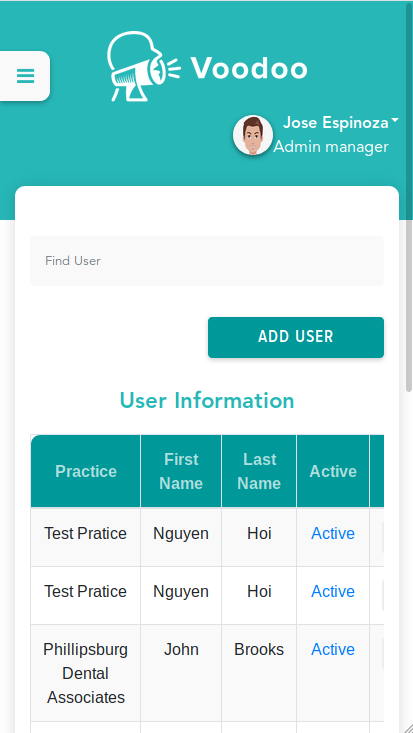 Voodoo
Jose Espinoza
Admin manager
Find User
ADD USER
User Information
Practice First Name Last Name Active
Test Pratice Nguyen Hoi Active
Test Pratice Nguyen Hoi Active
Phillipsburg Dental Associates John Brooks Active